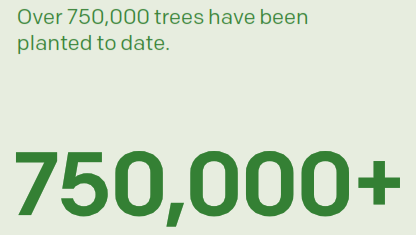 Over 750,000 trees have been
planted to date.
750,000+